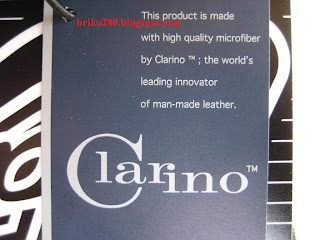 This product is made
briko280.blogspot.com
with high quality microfiber
by Clarino ™ ; the world's
leading innovator
of man-made leather.
Clarino™